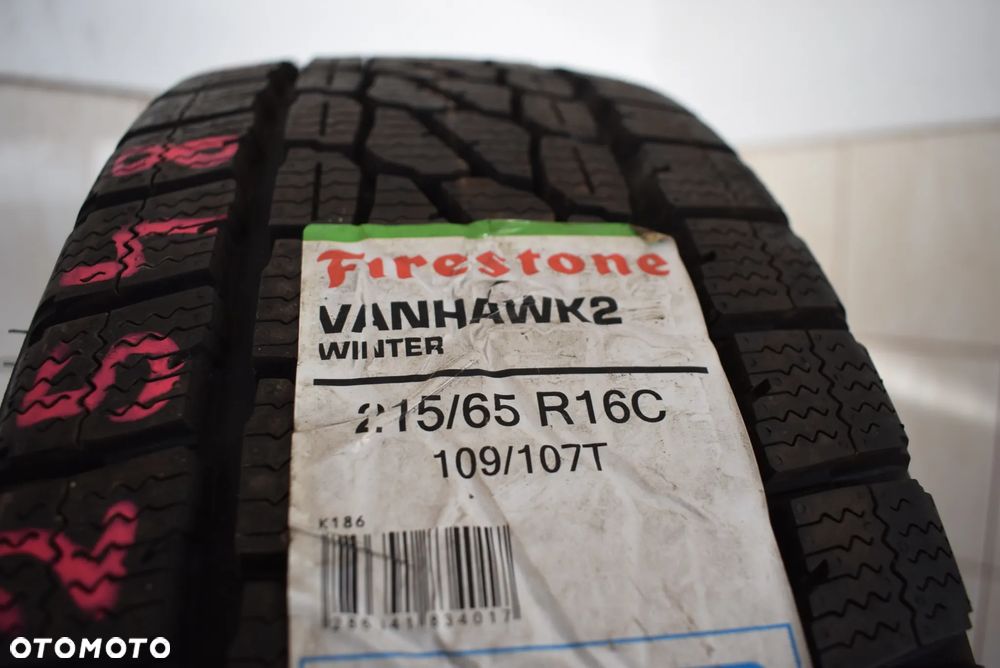 Firestone
VANHAWK2
WINTER
215/65 R16C
109/107T
K186
OTOMOTO